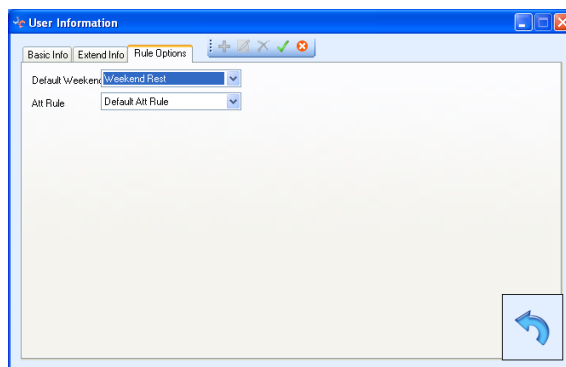 User Information
Basic Info Extend Info Rule Options
Default Weekend Weekend Rest
Att Rule Default Att Rule